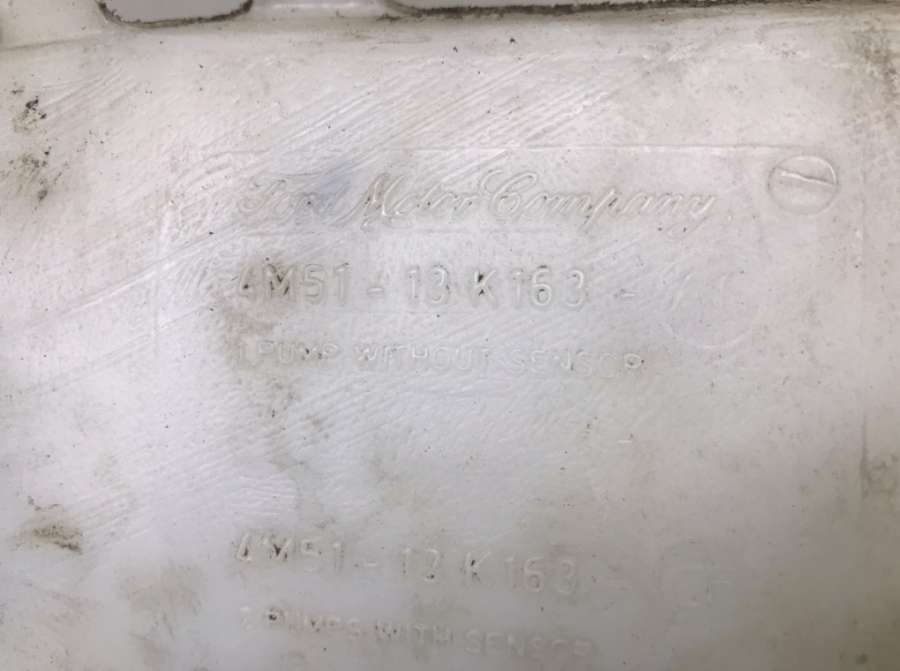 Ford Motor Company
4M51 - 13 K 163 -
1 PUMP WITHOUT SENSOR
4M51 - 13 K 163 -
2 PUMPS WITH SENSOR